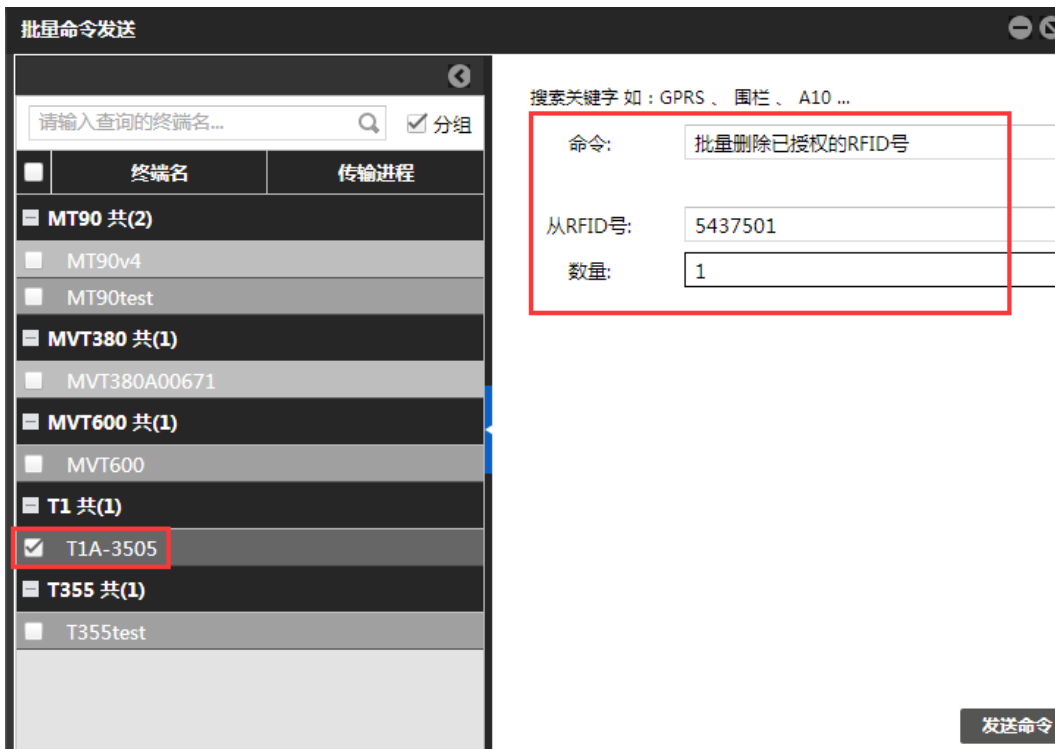 批量命令发送
请输入查询的终端名...
分组
终端名
传输进程
MT90 共(2)
MT90v4
MT90test
MVT380 共(1)
MVT380A00671
MVT600 共(1)
MVT600
T1 共(1)
T1A-3505
T355 共(1)
T355test
搜索关键字 如：GPRS 、 围栏 、 A10 ...
命令: 批量删除已授权的RFID号
从RFID号: 5437501
数量: 1
发送命令